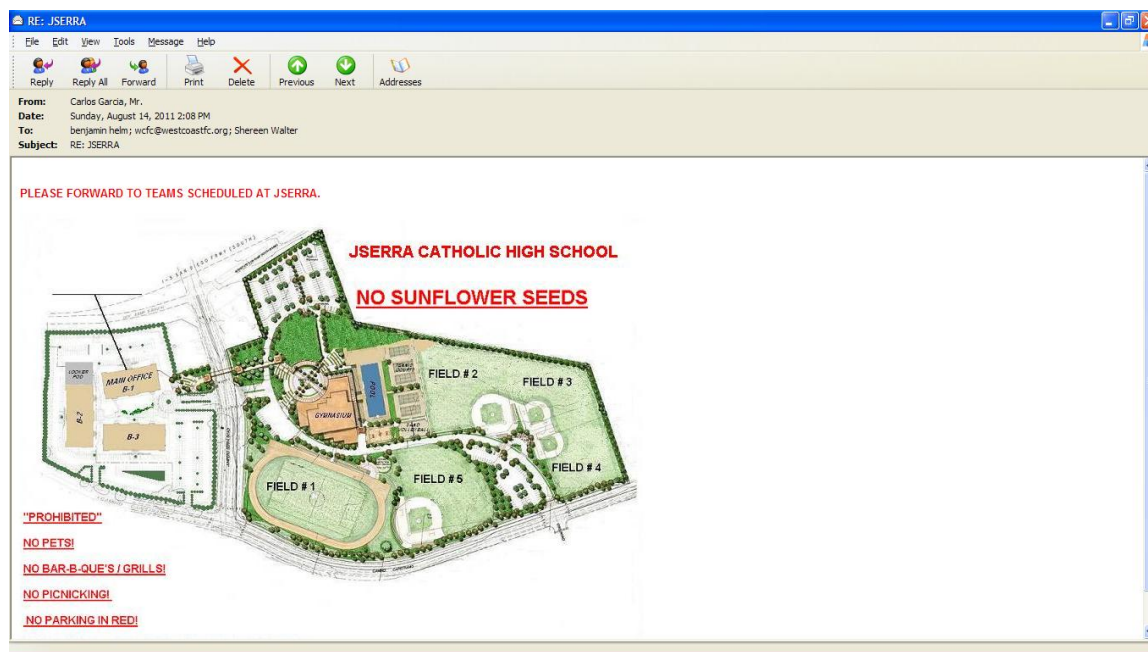 RE: JSERRA
File Edit View Tools Message Help
Reply Reply All Forward Print Delete Previous Next Addresses
From: Carlos Garcia, Mr.
Date: Sunday, August 14, 2011 2:08 PM
To: benjamin helm; wcfc@westcoastfc.org; Shereen Walter
Subject: RE: JSERRA
PLEASE FORWARD TO TEAMS SCHEDULED AT JSERRA.
JSERRA CATHOLIC HIGH SCHOOL
NO SUNFLOWER SEEDS
MAIN OFFICE
B-1
B-2
B-3
GYMNASIUM
POOL
FIELD # 2
FIELD # 3
FIELD # 4
FIELD # 5
FIELD # 1
"PROHIBITED"
NO PETS!
NO BAR-B-QUE'S / GRILLS!
NO PICNICKING!
NO PARKING IN RED!